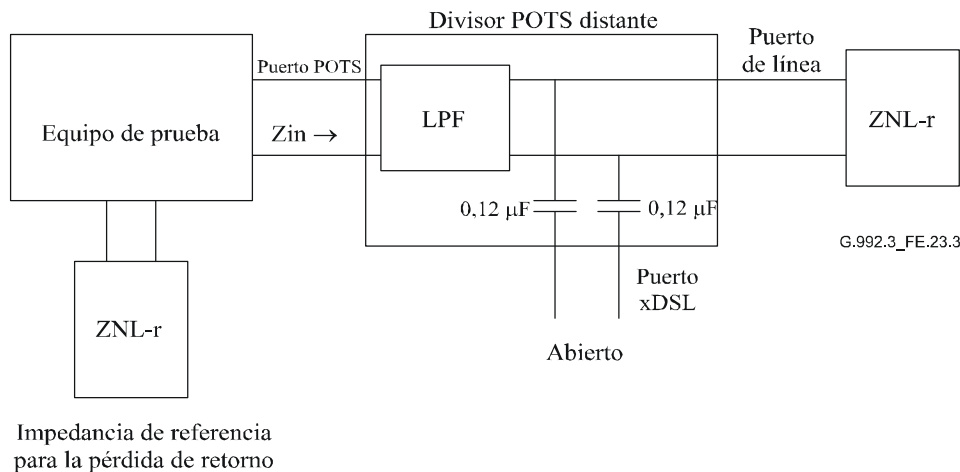 Divisor POTS distante
Equipo de prueba
Puerto POTS
Zin →
LPF
Puerto
de línea
ZNL-r
0,12 µF
0,12 µF
G.992.3_FE.23.3
Puerto
xDSL
Abierto
ZNL-r
Impedancia de referencia
para la pérdida de retorno